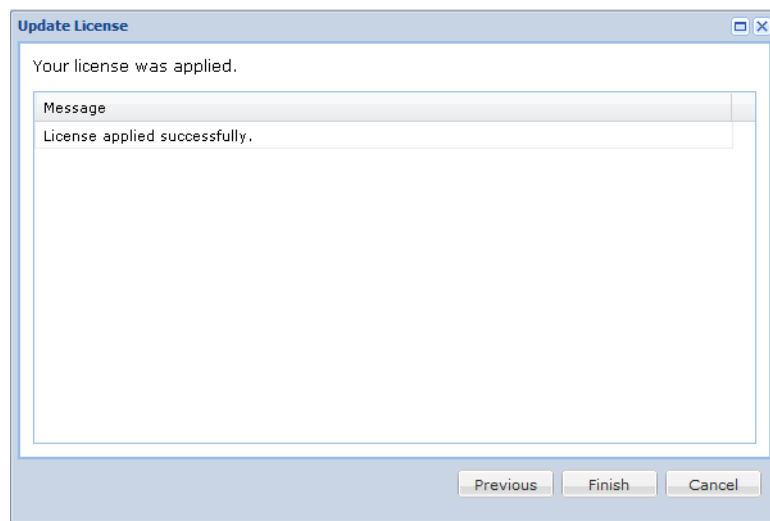 Update License
Your license was applied.
Message
License applied successfully.
Previous Finish Cancel